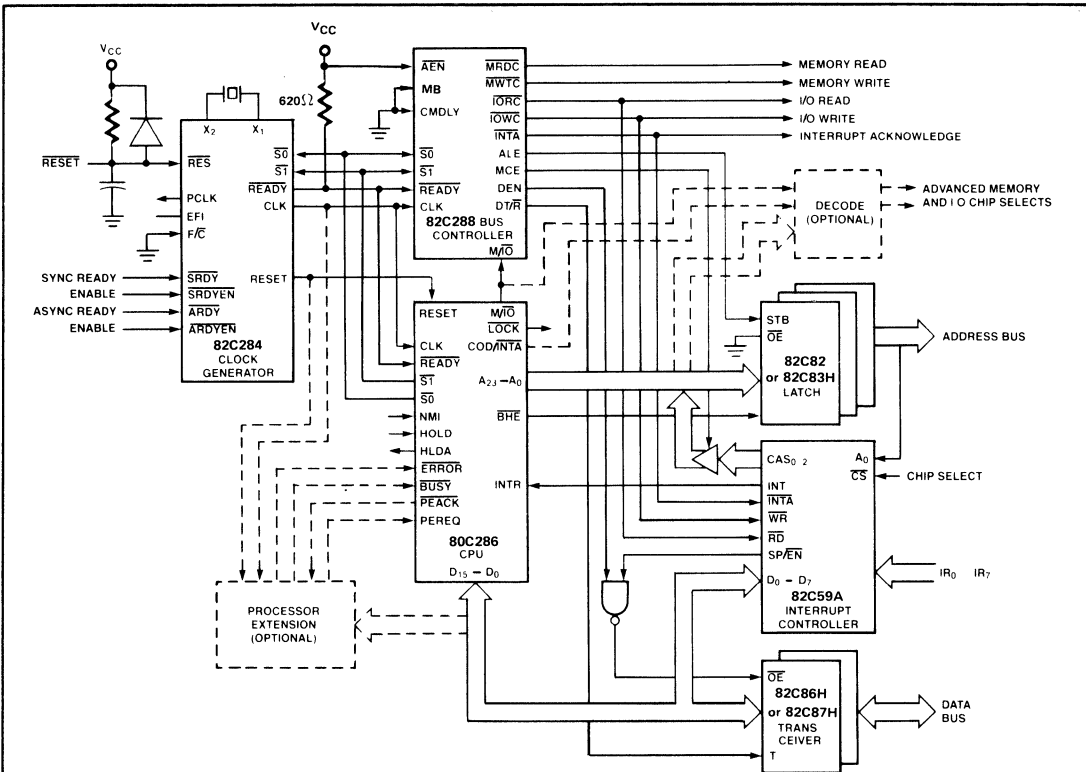 VCC
VCC
620Ω
X2 X1
RESET
RES
PCLK
EFI
F/C
SYNC READY
ENABLE
ASYNC READY
ENABLE
SRDY
SRDYEN
ARDY
ARDYEN
S0
S1
READY
CLK
RESET
82C284
CLOCK
GENERATOR
AEN
MB
CMDLY
S0
S1
READY
CLK
MRDC
MWTC
IORC
IOWC
INTA
ALE
MCE
DEN
DT/R
82C288 BUS
CONTROLLER
M/IO
MEMORY READ
MEMORY WRITE
I/O READ
I/O WRITE
INTERRUPT ACKNOWLEDGE
DECODE
(OPTIONAL)
ADVANCED MEMORY
AND I O CHIP SELECTS
RESET
CLK
READY
S1
S0
NMI
HOLD
HLDA
ERROR
BUSY
PEACK
PEREQ
M/IO
LOCK
COD/INTA
A23 – A0
BHE
INTR
80C286
CPU
D15 – D0
STB
OE
82C82
or 82C83H
LATCH
ADDRESS BUS
CAS0 2
INT
INTA
WR
RD
SP/EN
D0 – D7
A0
CS
CHIP SELECT
82C59A
INTERRUPT
CONTROLLER
IR0 IR7
PROCESSOR
EXTENSION
(OPTIONAL)
OE
82C86H
or 82C87H
TRANS
CEIVER
T
DATA
BUS